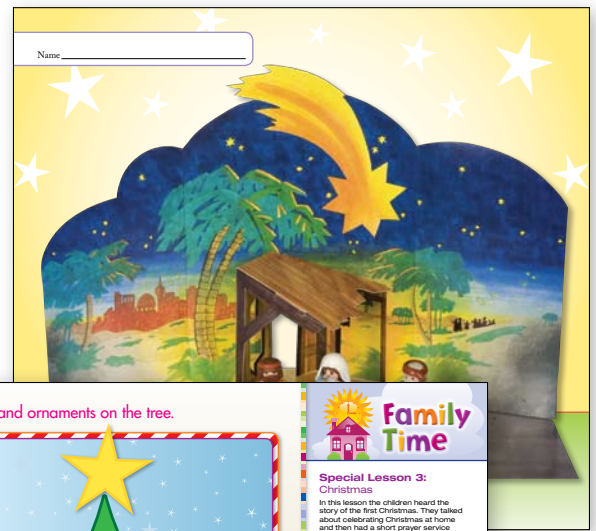 Name
and ornaments on the tree.
Family
Time
Special Lesson 3:
Christmas
In this lesson the children heard the
story of the first Christmas. They talked
about celebrating Christmas at home
and then had a short prayer service